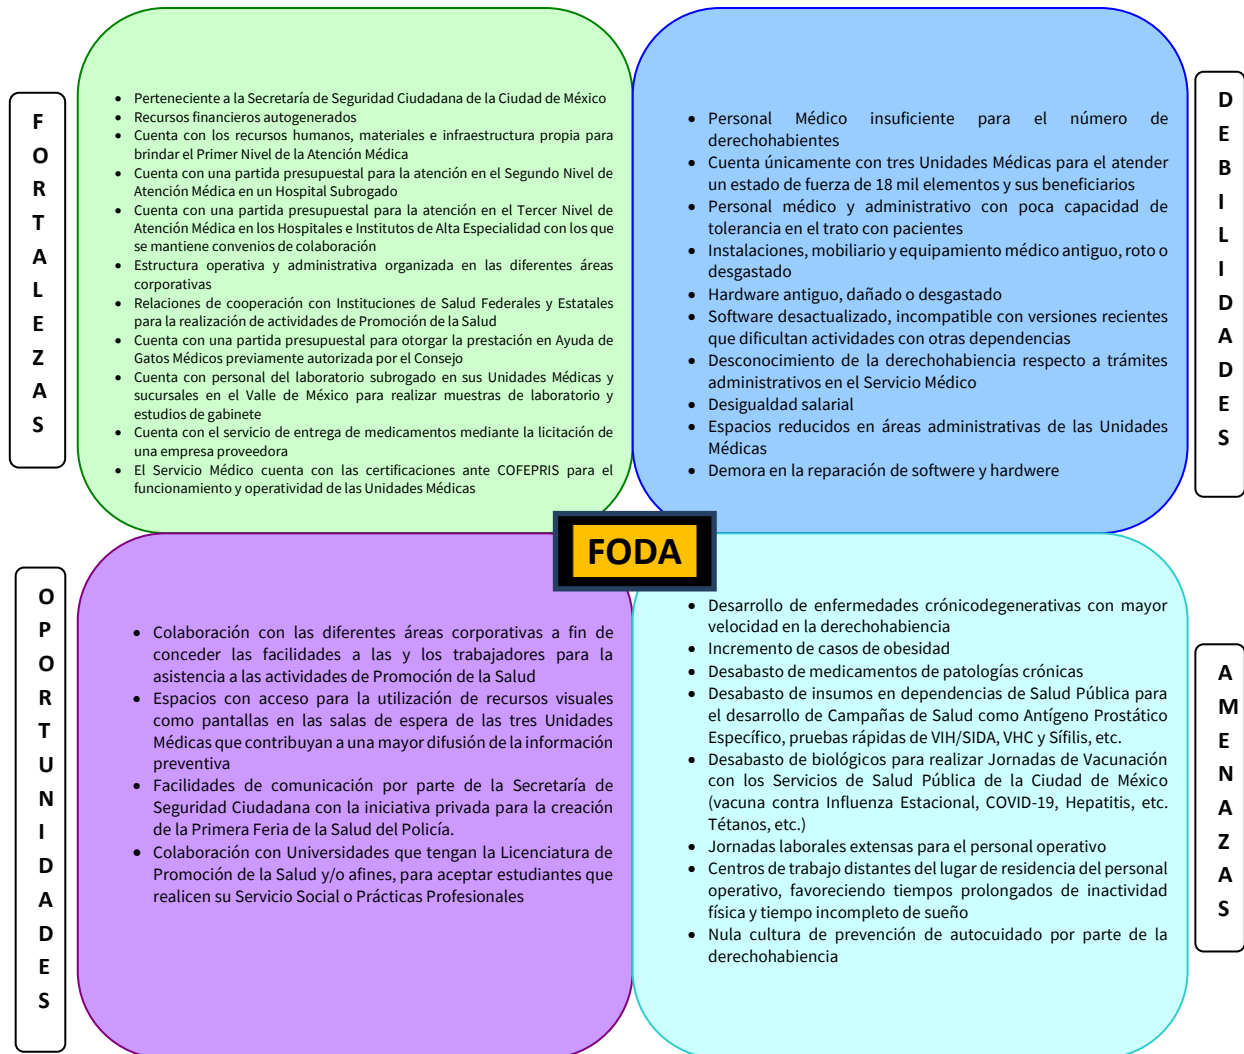 FORTALEZAS
• Perteneciente a la Secretaría de Seguridad Ciudadana de la Ciudad de México
• Recursos financieros autogenerados
• Cuenta con los recursos humanos, materiales e infraestructura propia para
brindar el Primer Nivel de la Atención Médica
• Cuenta con una partida presupuestal para la atención en el Segundo Nivel de
Atención Médica en un Hospital Subrogado
• Cuenta con una partida presupuestal para la atención en el Tercer Nivel de
Atención Médica en los Hospitales e Institutos de Alta Especialidad con los que
se mantiene convenios de colaboración
• Estructura operativa y administrativa organizada en las diferentes áreas
corporativas
• Relaciones de cooperación con Instituciones de Salud Federales y Estatales
para la realización de actividades de Promoción de la Salud
• Cuenta con una partida presupuestal para otorgar la prestación en Ayuda de
Gatos Médicos previamente autorizada por el Consejo
• Cuenta con personal del laboratorio subrogado en sus Unidades Médicas y
sucursales en el Valle de México para realizar muestras de laboratorio y
estudios de gabinete
• Cuenta con el servicio de entrega de medicamentos mediante la licitación de
una empresa proveedora
• El Servicio Médico cuenta con las certificaciones ante COFEPRIS para el
funcionamiento y operatividad de las Unidades Médicas
DEBILIDADES
• Personal Médico insuficiente para el número de
derechohabientes
• Cuenta únicamente con tres Unidades Médicas para el atender
un estado de fuerza de 18 mil elementos y sus beneficiarios
• Personal médico y administrativo con poca capacidad de
tolerancia en el trato con pacientes
• Instalaciones, mobiliario y equipamiento médico antiguo, roto o
desgastado
• Hardware antiguo, dañado o desgastado
• Software desactualizado, incompatible con versiones recientes
que dificultan actividades con otras dependencias
• Desconocimiento de la derechohabiencia respecto a trámites
administrativos en el Servicio Médico
• Desigualdad salarial
• Espacios reducidos en áreas administrativas de las Unidades
Médicas
• Demora en la reparación de softwere y hardwere
FODA
OPORTUNIDADES
• Colaboración con las diferentes áreas corporativas a fin de
conceder las facilidades a las y los trabajadores para la
asistencia a las actividades de Promoción de la Salud
• Espacios con acceso para la utilización de recursos visuales
como pantallas en las salas de espera de las tres Unidades
Médicas que contribuyan a una mayor difusión de la información
preventiva
• Facilidades de comunicación por parte de la Secretaría de
Seguridad Ciudadana con la iniciativa privada para la creación
de la Primera Feria de la Salud del Policía.
• Colaboración con Universidades que tengan la Licenciatura de
Promoción de la Salud y/o afines, para aceptar estudiantes que
realicen su Servicio Social o Prácticas Profesionales
AMENAZAS
• Desarrollo de enfermedades crónicodegenerativas con mayor
velocidad en la derechohabiencia
• Incremento de casos de obesidad
• Desabasto de medicamentos de patologías crónicas
• Desabasto de insumos en dependencias de Salud Pública para
el desarrollo de Campañas de Salud como Antígeno Prostático
Específico, pruebas rápidas de VIH/SIDA, VHC y Sífilis, etc.
• Desabasto de biológicos para realizar Jornadas de Vacunación
con los Servicios de Salud Pública de la Ciudad de México
(vacuna contra Influenza Estacional, COVID-19, Hepatitis, etc.
Tétanos, etc.)
• Jornadas laborales extensas para el personal operativo
• Centros de trabajo distantes del lugar de residencia del personal
operativo, favoreciendo tiempos prolongados de inactividad
física y tiempo incompleto de sueño
• Nula cultura de prevención de autocuidado por parte de la
derechohabiencia